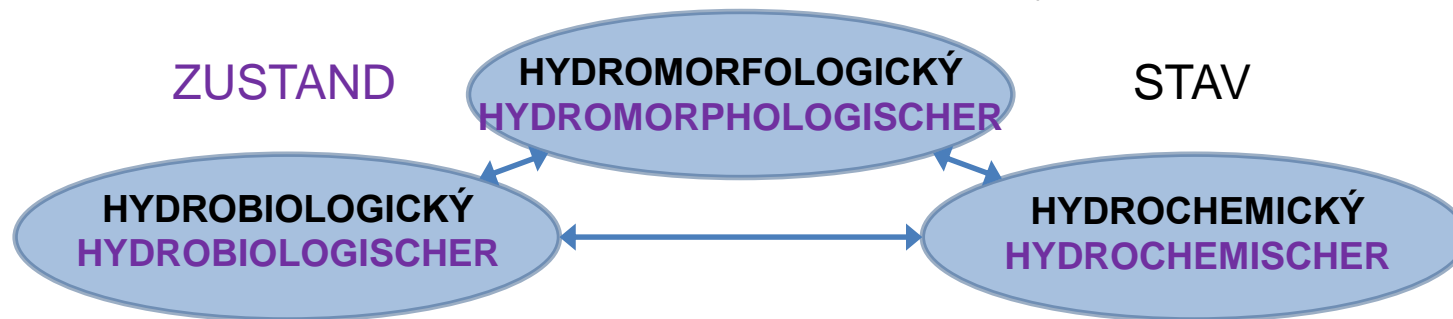 ZUSTAND
HYDROMORFOLOGICKÝ
HYDROMORPHOLOGISCHER
STAV
HYDROBIOLOGICKÝ
HYDROBIOLOGISCHER
HYDROCHEMICKÝ
HYDROCHEMISCHER